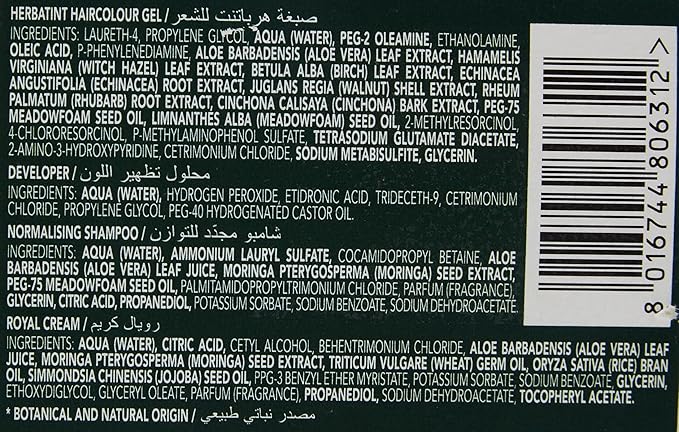 HERBATINT HAIRCOLOUR GEL / صبغة هرباتنت للشعر
INGREDIENTS: LAURETH-4, PROPYLENE GLYCOL, AQUA (WATER), PEG-2 OLEAMINE, ETHANOLAMINE,
OLEIC ACID, P-PHENYLENEDIAMINE, ALOE BARBADENSIS (ALOE VERA) LEAF EXTRACT, HAMAMELIS
VIRGINIANA (WITCH HAZEL) LEAF EXTRACT, BETULA ALBA (BIRCH) LEAF EXTRACT, ECHINACEA
ANGUSTIFOLIA (ECHINACEA) ROOT EXTRACT, JUGLANS REGIA (WALNUT) SHELL EXTRACT, RHEUM
PALMATUM (RHUBARB) ROOT EXTRACT, CINCHONA CALISAYA (CINCHONA) BARK EXTRACT, PEG-75
MEADOWFOAM SEED OIL, LIMNANTHES ALBA (MEADOWFOAM) SEED OIL, 2-METHYLRESORCINOL,
4-CHLORORESORCINOL, P-METHYLAMINOPHENOL SULFATE, TETRASODIUM GLUTAMATE DIACETATE,
2-AMINO-3-HYDROXYPYRIDINE, CETRIMONIUM CHLORIDE, SODIUM METABISULFITE, GLYCERIN.
DEVELOPER / محلول تظهير اللون
INGREDIENTS: AQUA (WATER), HYDROGEN PEROXIDE, ETIDRONIC ACID, TRIDECETH-9, CETRIMONIUM
CHLORIDE, PROPYLENE GLYCOL, PEG-40 HYDROGENATED CASTOR OIL.
NORMALISING SHAMPOO / شامبو مجدّد للتوازن
INGREDIENTS: AQUA (WATER), AMMONIUM LAURYL SULFATE, COCAMIDOPROPYL BETAINE, ALOE
BARBADENSIS (ALOE VERA) LEAF JUICE, MORINGA PTERYGOSPERMA (MORINGA) SEED EXTRACT,
PEG-75 MEADOWFOAM SEED OIL, PALMITAMIDOPROPYLTRIMONIUM CHLORIDE, PARFUM (FRAGRANCE),
GLYCERIN, CITRIC ACID, PROPANEDIOL, POTASSIUM SORBATE, SODIUM BENZOATE, SODIUM DEHYDROACETATE.
ROYAL CREAM / رويال كريم
INGREDIENTS: AQUA (WATER), CITRIC ACID, CETYL ALCOHOL, BEHENTRIMONIUM CHLORIDE, ALOE BARBADENSIS (ALOE VERA) LEAF
JUICE, MORINGA PTERYGOSPERMA (MORINGA) SEED EXTRACT, TRITICUM VULGARE (WHEAT) GERM OIL, ORYZA SATIVA (RICE) BRAN
OIL, SIMMONDSIA CHINENSIS (JOJOBA) SEED OIL, PPG-3 BENZYL ETHER MYRISTATE, POTASSIUM SORBATE, SODIUM BENZOATE, GLYCERIN,
ETHOXYDIGLYCOL, GLYCERYL OLEATE, PARFUM (FRAGRANCE), PROPANEDIOL, SODIUM DEHYDROACETATE, TOCOPHERYL ACETATE.
* BOTANICAL AND NATURAL ORIGIN / مصدر نباتي طبيعي
8 016744 806312 >